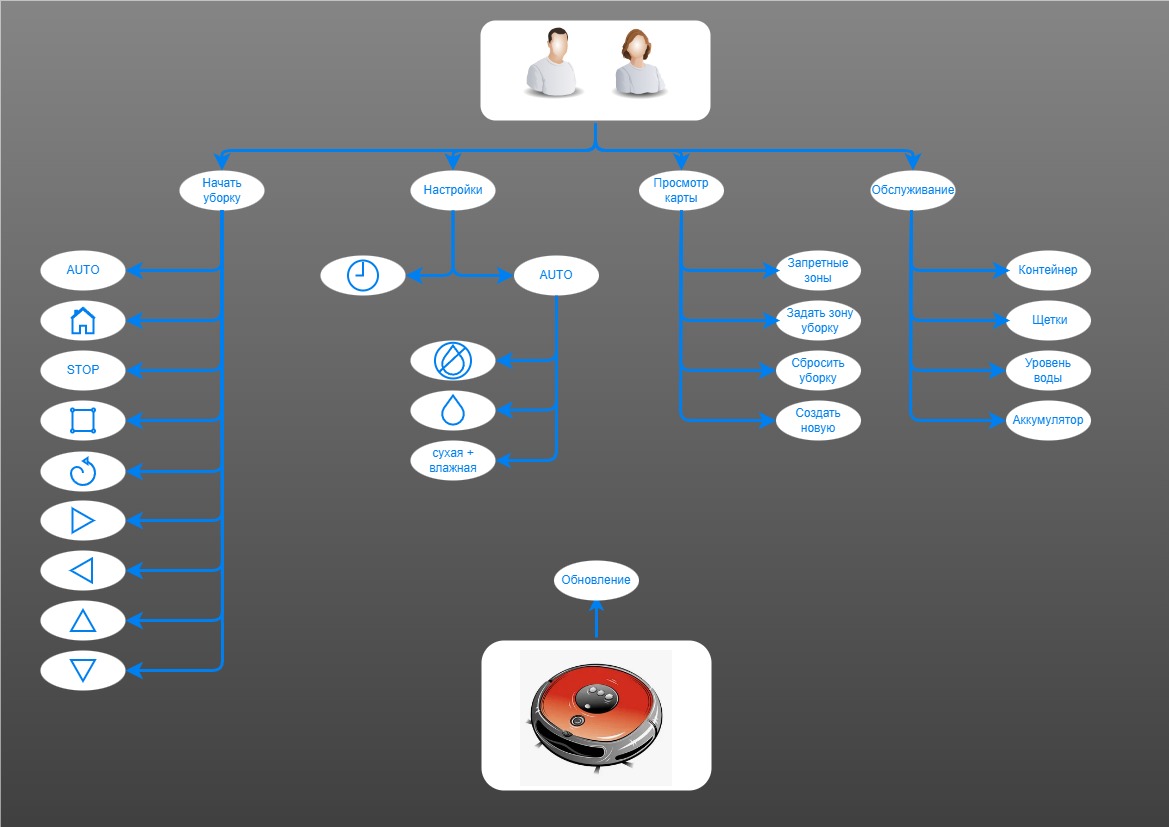 Начать
уборку
Настройки
Просмотр
карты
Обслуживание
AUTO
STOP
AUTO
сухая +
влажная
Запретные
зоны
Задать зону
уборку
Сбросить
уборку
Создать
новую
Контейнер
Щетки
Уровень
воды
Аккумулятор
Обновление